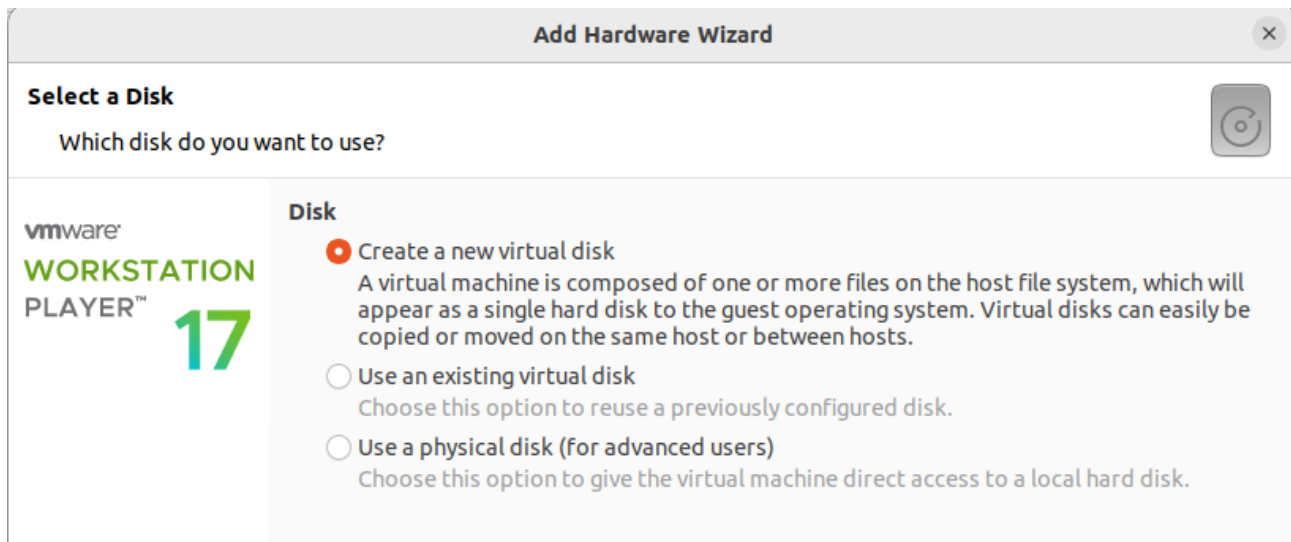 Add Hardware Wizard
Select a Disk
Which disk do you want to use?
vmware
WORKSTATION
PLAYER™
17
Disk
Create a new virtual disk
A virtual machine is composed of one or more files on the host file system, which will
appear as a single hard disk to the guest operating system. Virtual disks can easily be
copied or moved on the same host or between hosts.
Use an existing virtual disk
Choose this option to reuse a previously configured disk.
Use a physical disk (for advanced users)
Choose this option to give the virtual machine direct access to a local hard disk.